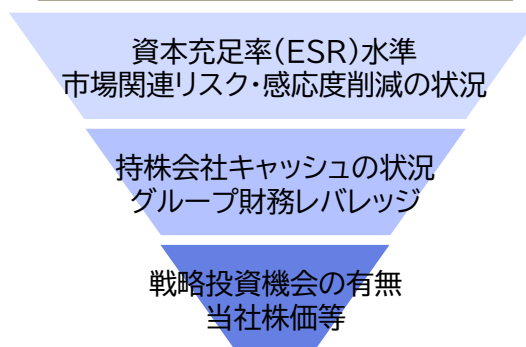 資本充足率(ESR)水準
市場関連リスク・感応度削減の状況
持株会社キャッシュの状況
グループ財務レバレッジ
戦略投資機会の有無
当社株価等